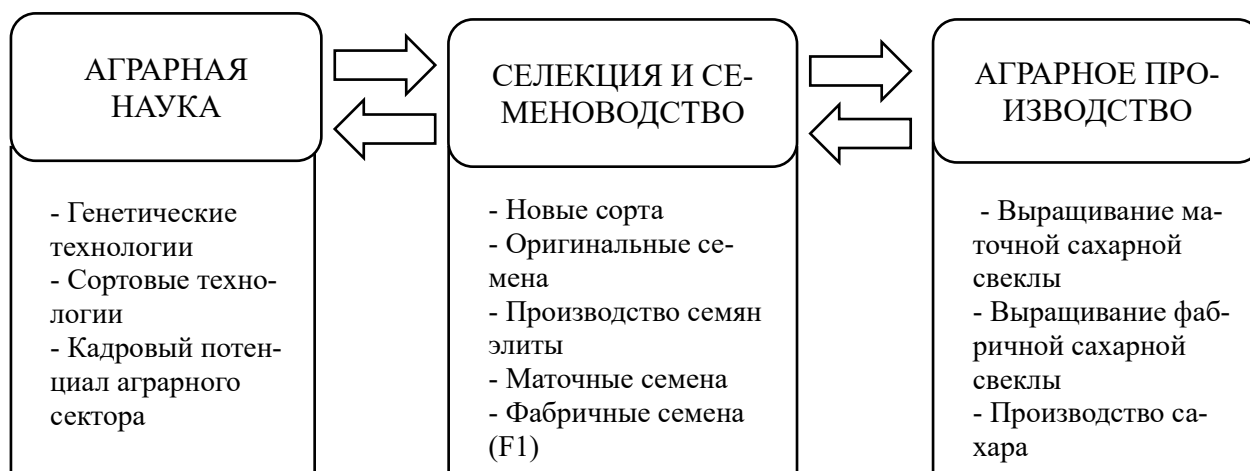 АГРАРНАЯ
НАУКА
СЕЛЕКЦИЯ И СЕ-
МЕНОВОДСТВО
АГРАРНОЕ ПРО-
ИЗВОДСТВО
- Генетические
технологии
- Сортовые техно-
логии
- Кадровый потен-
циал аграрного
сектора
- Новые сорта
- Оригинальные се-
мена
- Производство семян
элиты
- Маточные семена
- Фабричные семена
(F1)
- Выращивание ма-
точной сахарной
свеклы
- Выращивание фаб-
ричной сахарной
свеклы
- Производство са-
хара